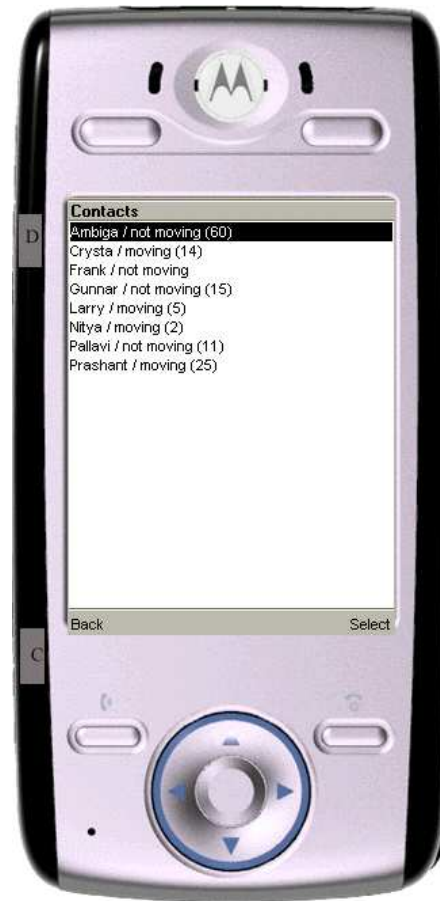 Contacts
Ambiga / not moving (60)
Crysta / moving (14)
Frank / not moving
Gunnar / not moving (15)
Larry / moving (5)
Nitya / moving (2)
Pallavi / not moving (11)
Prashant / moving (25)
Back Select
D
C